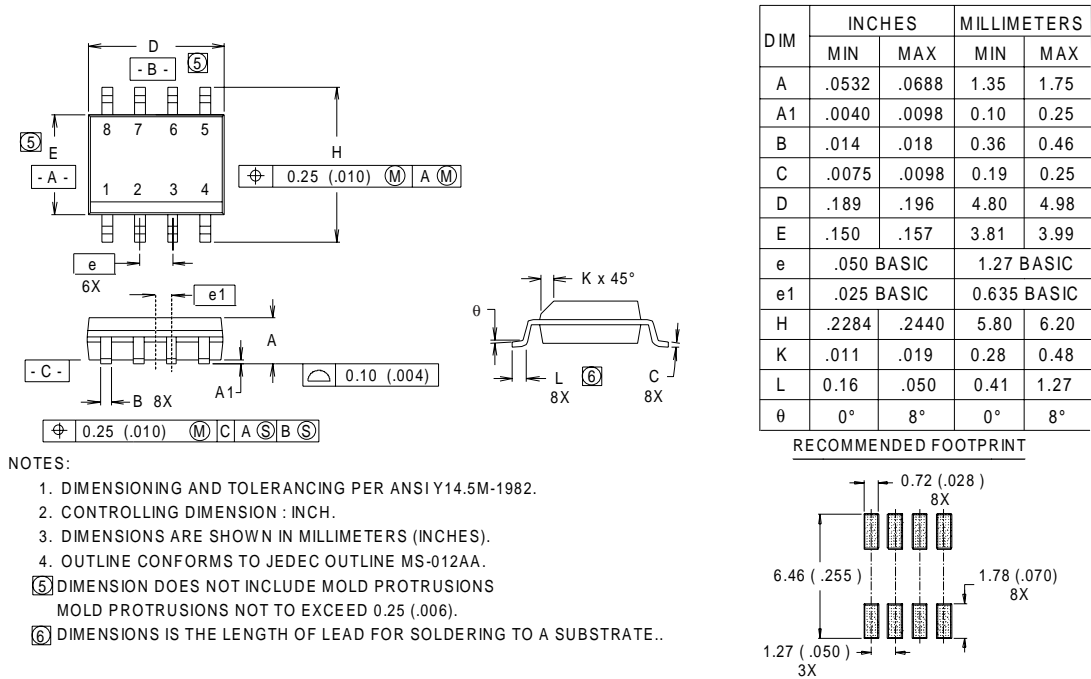 D
- B -
5
8 7 6 5
5
E
- A -
H
⌖ 0.25 (.010) Ⓜ A Ⓜ
1 2 3 4
e
6X
e1
A
- C -
A1
B 8X
⌓ 0.10 (.004)
⌖ 0.25 (.010) Ⓜ C A Ⓢ B Ⓢ
K x 45°
θ
L 6
8X
C
8X
DIM INCHES MILLIMETERS
MIN MAX MIN MAX
A .0532 .0688 1.35 1.75
A1 .0040 .0098 0.10 0.25
B .014 .018 0.36 0.46
C .0075 .0098 0.19 0.25
D .189 .196 4.80 4.98
E .150 .157 3.81 3.99
e .050 BASIC 1.27 BASIC
e1 .025 BASIC 0.635 BASIC
H .2284 .2440 5.80 6.20
K .011 .019 0.28 0.48
L 0.16 .050 0.41 1.27
θ 0° 8° 0° 8°
NOTES:
1. DIMENSIONING AND TOLERANCING PER ANSI Y14.5M-1982.
2. CONTROLLING DIMENSION : INCH.
3. DIMENSIONS ARE SHOWN IN MILLIMETERS (INCHES).
4. OUTLINE CONFORMS TO JEDEC OUTLINE MS-012AA.
5 DIMENSION DOES NOT INCLUDE MOLD PROTRUSIONS
MOLD PROTRUSIONS NOT TO EXCEED 0.25 (.006).
6 DIMENSIONS IS THE LENGTH OF LEAD FOR SOLDERING TO A SUBSTRATE..
RECOMMENDED FOOTPRINT
0.72 (.028 )
8X
6.46 ( .255 )
1.78 (.070)
8X
1.27 ( .050 )
3X